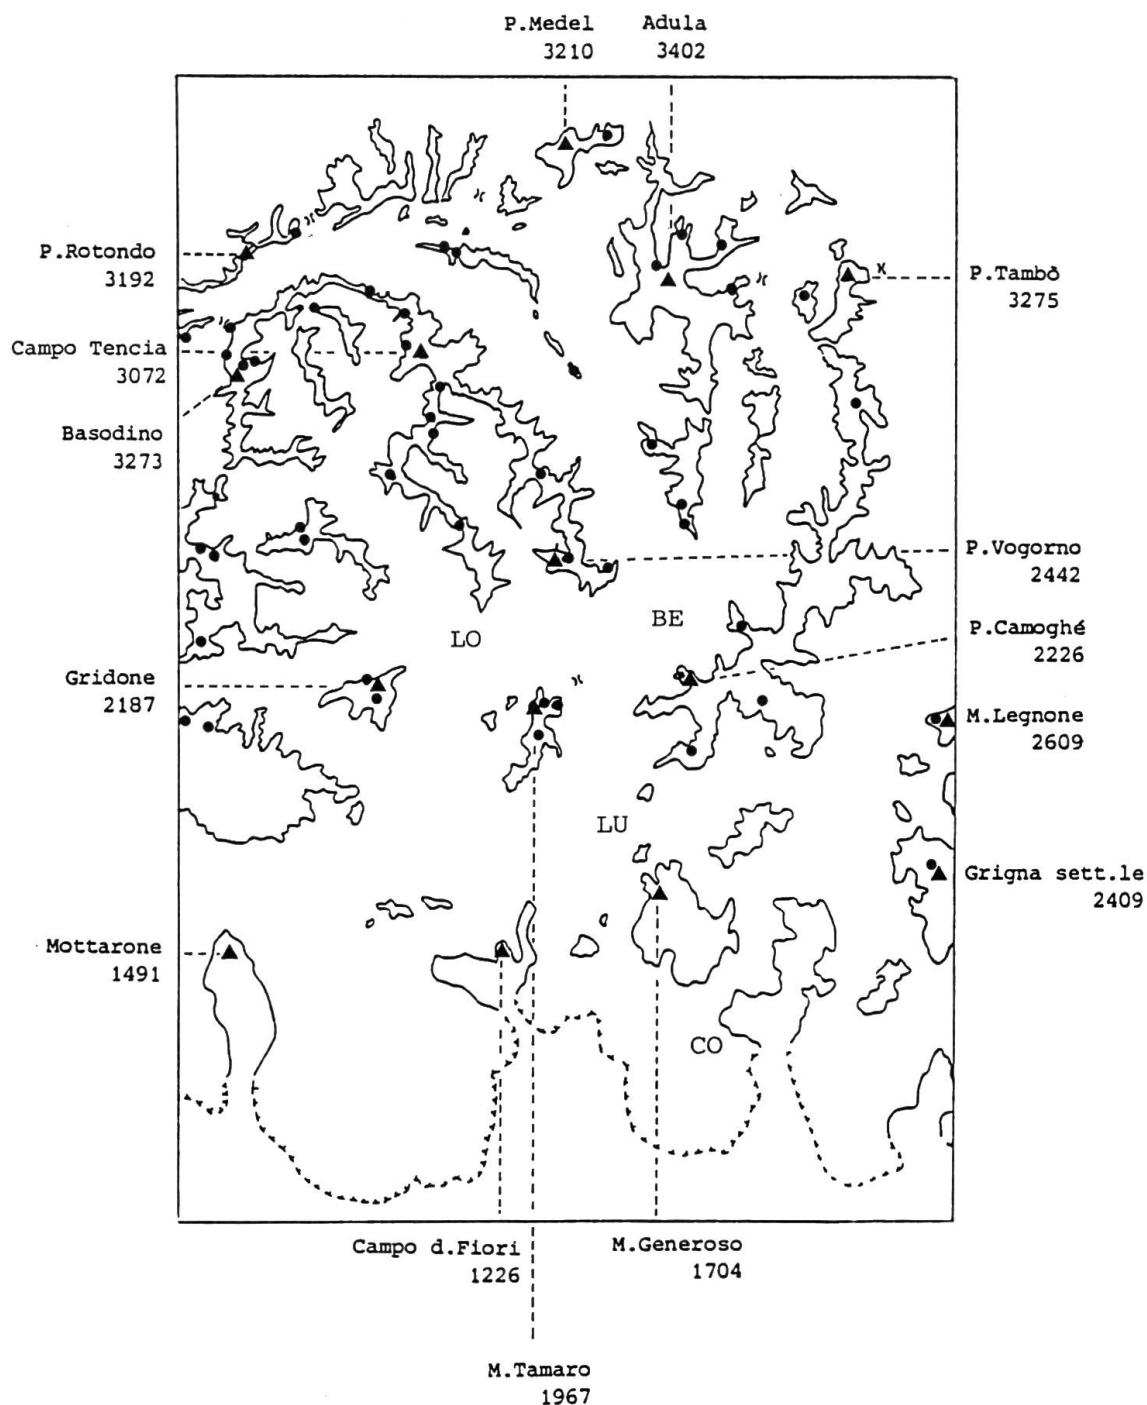 P.Medel
3210
Adula
3402
P.Rotondo
3192
Campo Tencia
3072
Basodino
3273
Gridone
2187
Mottarone
1491
P.Tambò
3275
P.Vogorno
2442
P.Camoghé
2226
M.Legnone
2609
Grigna sett.le
2409
LO
BE
LU
CO
Campo d.Fiori
1226
M.Generoso
1704
M.Tamaro
1967